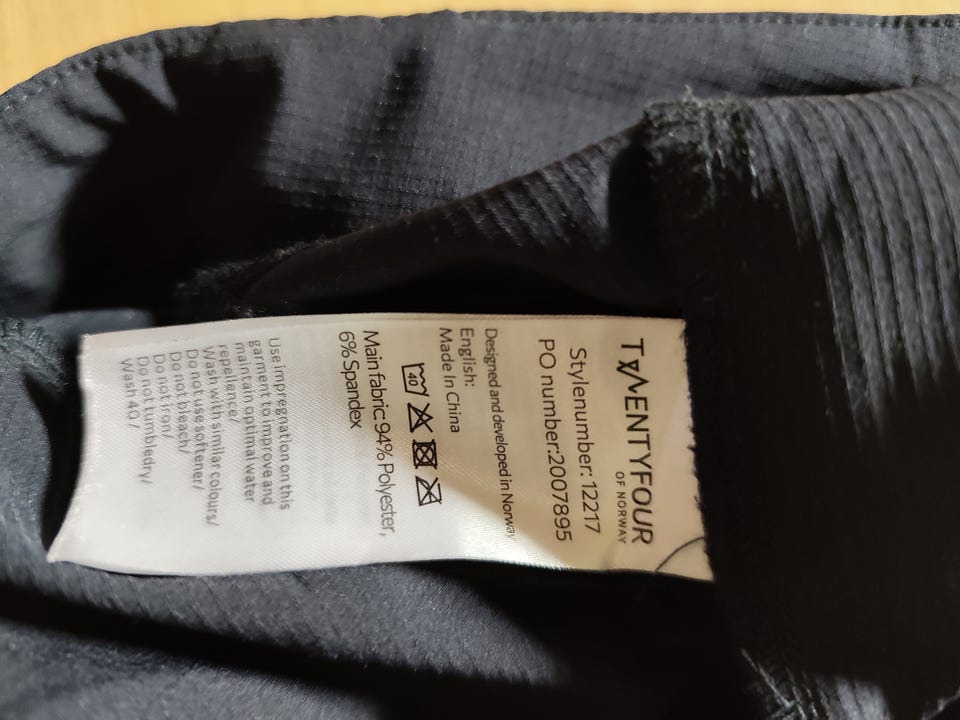 TWENTYFOUR
OF NORWAY
Stylenumber: 12217
PO number:2007895
Designed and developed in Norway
English:
Made In China
40
Main fabric:94% Polyester,
6% Spandex
Use impregnation on this
garment to improve and
maintain optimal water
repellence/
Wash with similar colours/
Do not use softener/
Do not bleach/
Do not iron/
Do not tumbledry/
Wash 40/